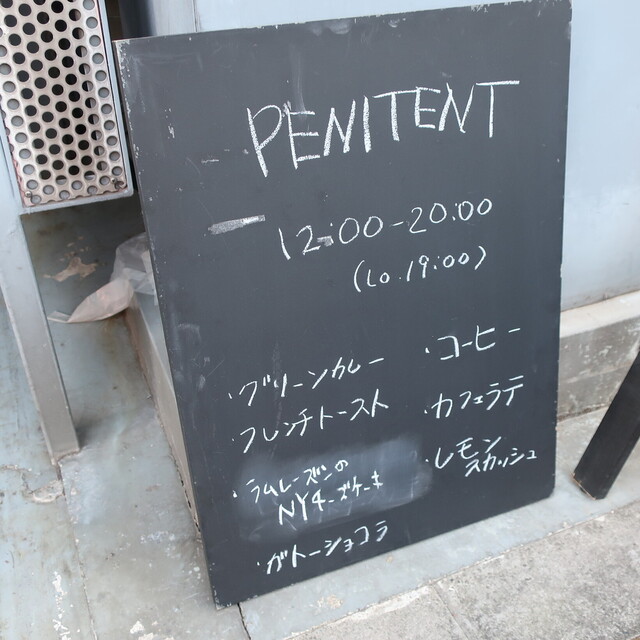 PENITENT
12:00-20:00
(LO.19:00)
・グリーンカレー
・フレンチトースト
・ラムレーズンの
NYチーズケーキ
・ガトーショコラ
・コーヒー
・カフェラテ
・レモン
スカッシュ